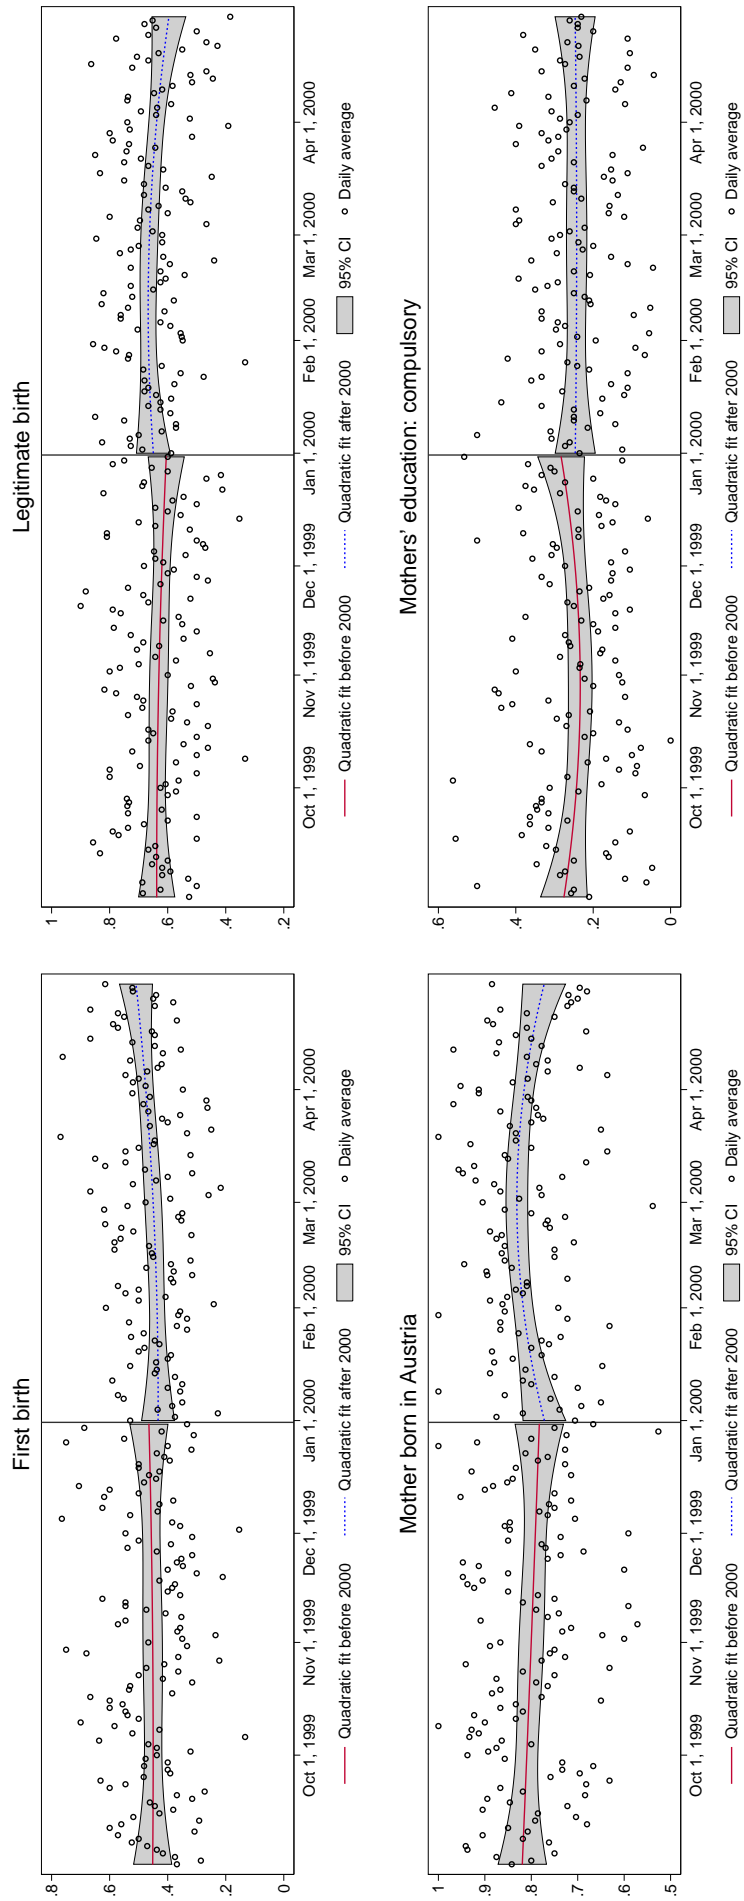 First birth
.8
.6
.4
.2
0
Oct 1, 1999
Nov 1, 1999
Dec 1, 1999
Jan 1, 2000
Feb 1, 2000
Mar 1, 2000
Apr 1, 2000
Quadratic fit before 2000
Quadratic fit after 2000
95% CI
Daily average
Legitimate birth
1
.8
.6
.4
.2
Oct 1, 1999
Nov 1, 1999
Dec 1, 1999
Jan 1, 2000
Feb 1, 2000
Mar 1, 2000
Apr 1, 2000
Quadratic fit before 2000
Quadratic fit after 2000
95% CI
Daily average
Mother born in Austria
1
.9
.8
.7
.6
.5
Oct 1, 1999
Nov 1, 1999
Dec 1, 1999
Jan 1, 2000
Feb 1, 2000
Mar 1, 2000
Apr 1, 2000
Quadratic fit before 2000
Quadratic fit after 2000
95% CI
Daily average
Mothers' education: compulsory
.6
.4
.2
0
Oct 1, 1999
Nov 1, 1999
Dec 1, 1999
Jan 1, 2000
Feb 1, 2000
Mar 1, 2000
Apr 1, 2000
Quadratic fit before 2000
Quadratic fit after 2000
95% CI
Daily average